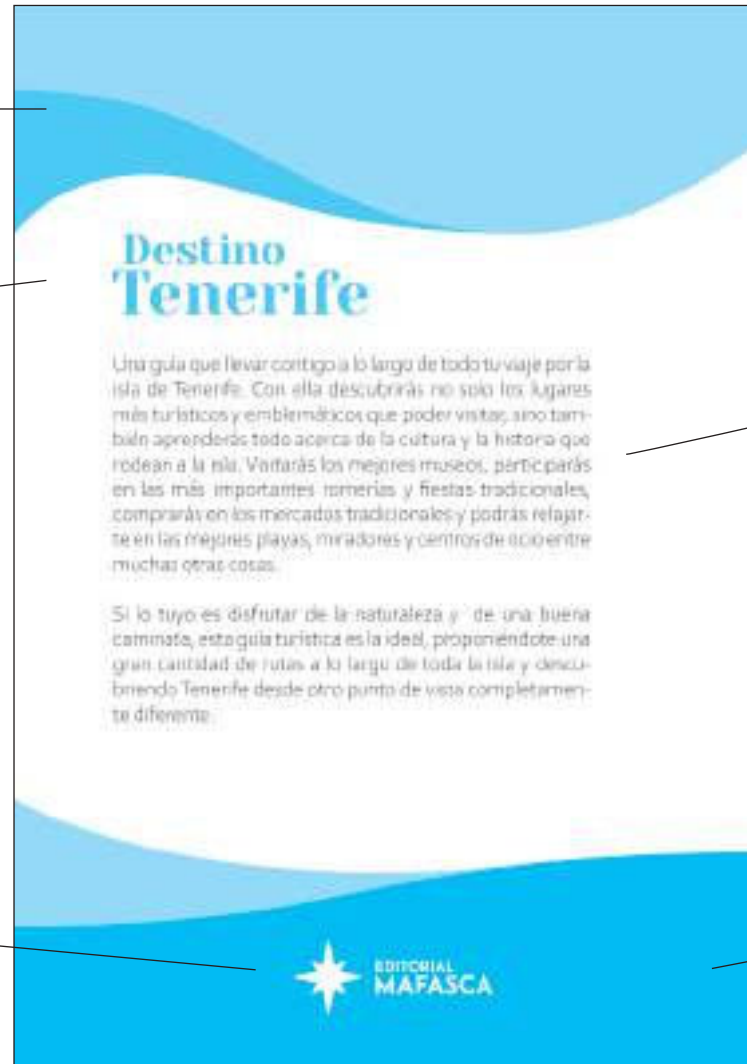 Destino
Tenerife
Una guía que llevar contigo a lo largo de todo tu viaje por la
isla de Tenerife. Con ella descubrirás no solo los lugares
más turísticos y emblemáticos que poder visitar, sino tam-
bién aprenderás todo acerca de la cultura y la historia que
rodean a la isla. Visitarás los mejores museos, participarás
en las más importantes romerías y fiestas tradicionales,
comprarás en los mercados tradicionales y podrás relajar-
te en las mejores playas, miradores y centros de ocio entre
muchas otras cosas.
Si lo tuyo es disfrutar de la naturaleza y de una buena
caminata, esta guía turística es la ideal, proponiéndote una
gran cantidad de rutas a lo largo de toda la isla y descu-
briendo Tenerife desde otro punto de vista completamen-
te diferente.
EDITORIAL
MAFASCA